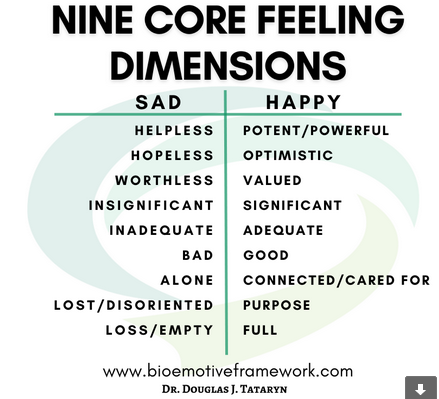 NINE CORE FEELING
DIMENSIONS
SAD HAPPY
HELPLESS POTENT/POWERFUL
HOPELESS OPTIMISTIC
WORTHLESS VALUED
INSIGNIFICANT SIGNIFICANT
INADEQUATE ADEQUATE
BAD GOOD
ALONE CONNECTED/CARED FOR
LOST/DISORIENTED PURPOSE
LOSS/EMPTY FULL
www.bioemotiveframework.com
Dr. Douglas J. Tataryn